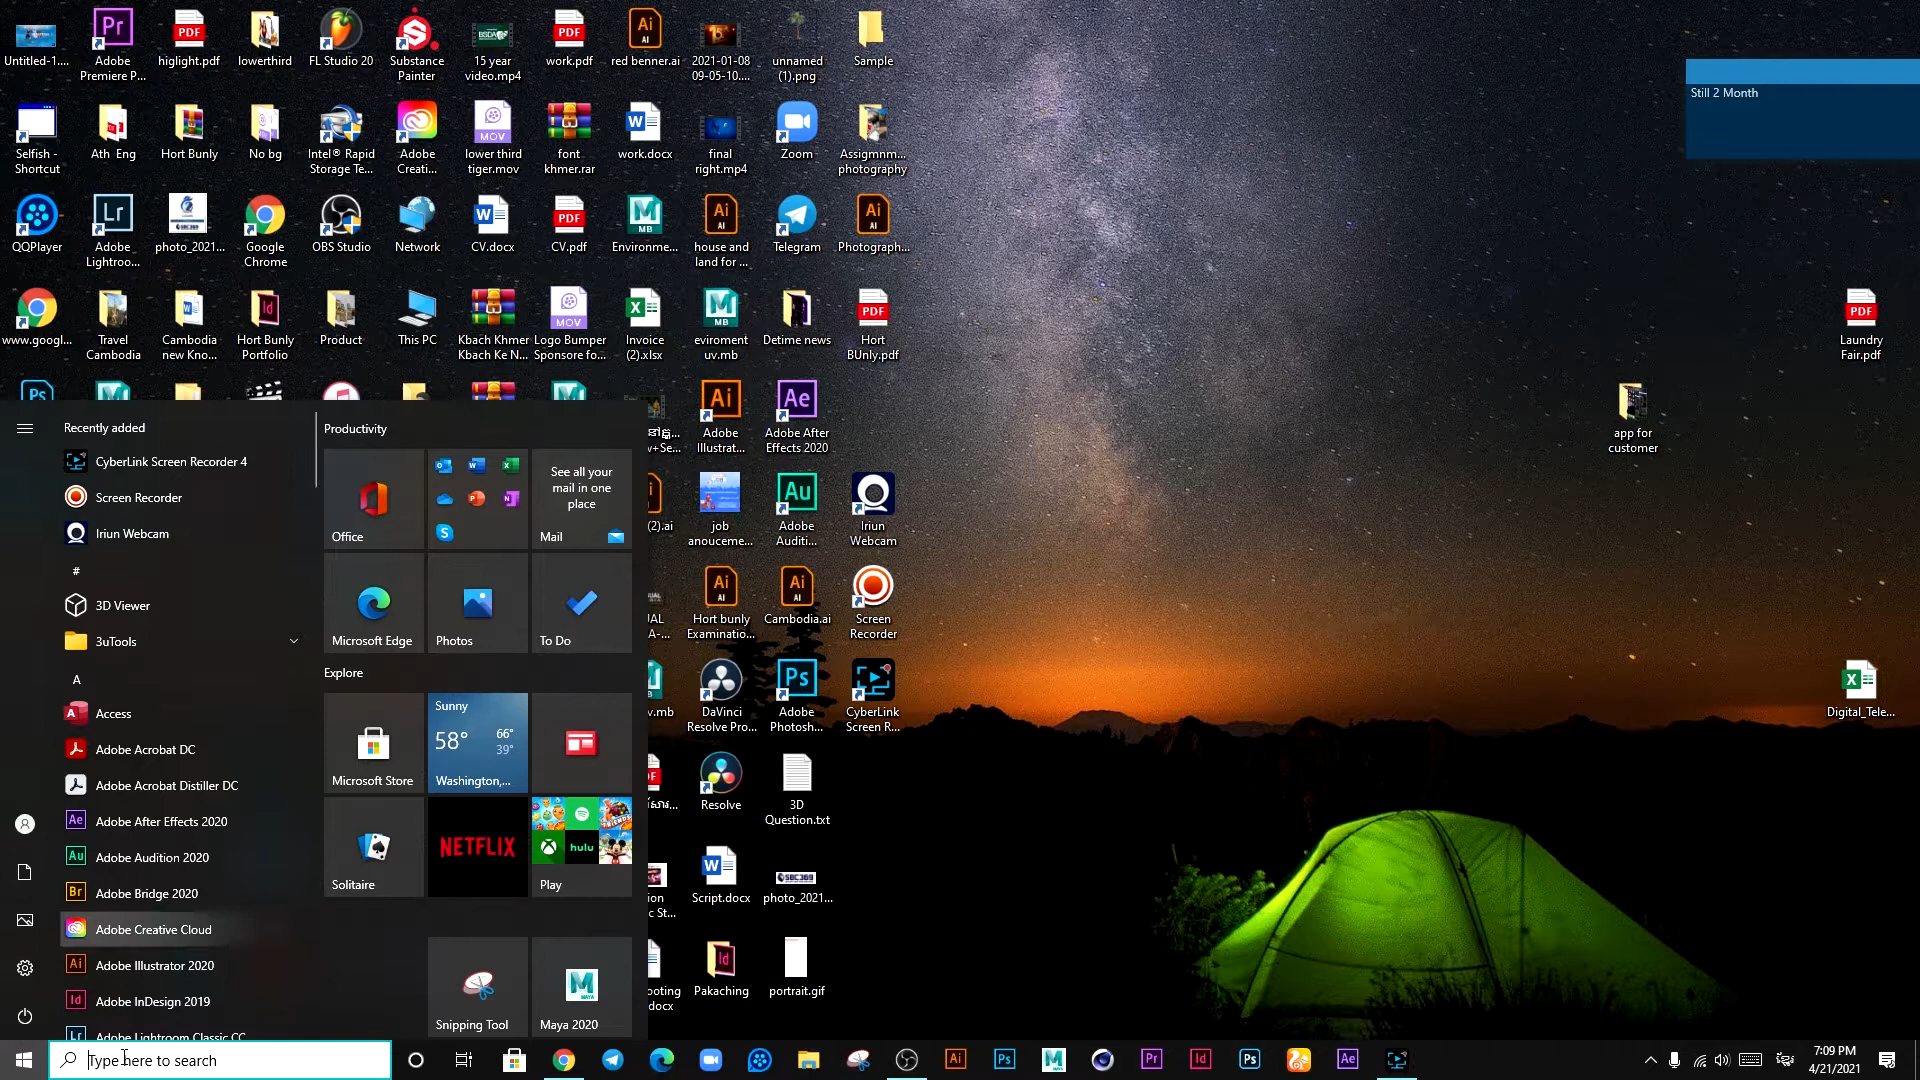 Untitled-1....
Adobe
Premiere P...
higlight.pdf
lowerthird
FL Studio 20
Substance
Painter
15 year
video.mp4
work.pdf
red benner.ai
2021-01-08
09-05-10....
unnamed
(1).png
Sample
Still 2 Month
Selfish -
Shortcut
Ath Eng
Hort Bunly
No bg
Intel® Rapid
Storage Te...
Adobe
Creati...
lower third
tiger.mov
font
khmer.rar
work.docx
final
right.mp4
Zoom
Assigmnm...
photography
QQPlayer
Adobe
Lightroo...
photo_2021...
Google
Chrome
OBS Studio
Network
CV.docx
CV.pdf
Environme...
house and
land for ...
Telegram
Photograph...
www.googl...
Travel
Cambodia
Cambodia
new Kno...
Hort Bunly
Portfolio
Product
This PC
Kbach Khmer
Kbach Ke N...
Logo Bumper
Sponsore fo...
Invoice
(2).xlsx
eviroment
uv.mb
Detime news
Hort
BUnly.pdf
Laundry
Fair.pdf
Adobe
Illustrat...
Adobe After
Effects 2020
app for
customer
(2).ai
job
anouceme...
Adobe
Auditi...
Iriun
Webcam
Hort bunly
Examinatio...
Cambodia.ai
Screen
Recorder
v.mb
DaVinci
Resolve Pro...
Adobe
Photosh...
CyberLink
Screen R...
Digital_Tele...
Resolve
3D
Question.txt
Script.docx
photo_2021...
ooting
docx
Pakaching
portrait.gif
Recently added
CyberLink Screen Recorder 4
Screen Recorder
Iriun Webcam
#
3D Viewer
3uTools
A
Access
Adobe Acrobat DC
Adobe Acrobat Distiller DC
Adobe After Effects 2020
Adobe Audition 2020
Adobe Bridge 2020
Adobe Creative Cloud
Adobe Illustrator 2020
Adobe InDesign 2019
Adobe Lightroom Classic CC
Productivity
Office
See all your
mail in one
place
Mail
Microsoft Edge
Photos
To Do
Explore
Microsoft Store
Sunny
58° 66°
39°
Washington,...
Solitaire
NETFLIX
hulu
Play
Snipping Tool
Maya 2020
Type here to search
7:09 PM
4/21/2021